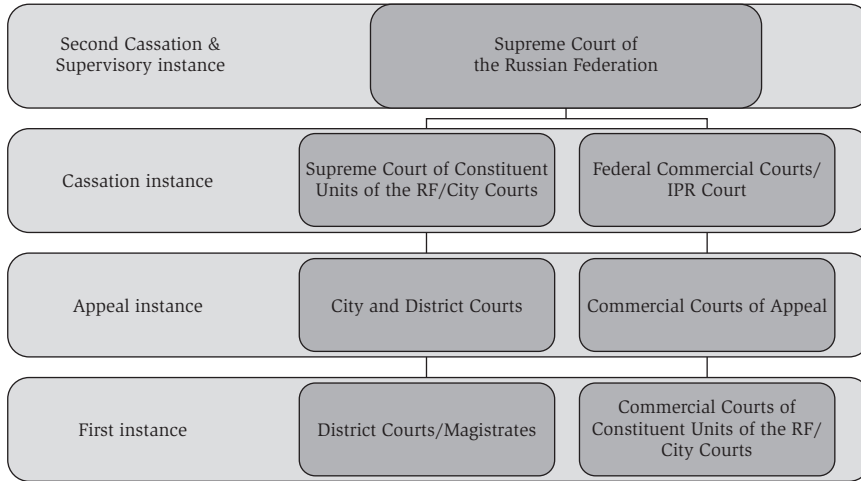 Second Cassation &
Supervisory instance
Supreme Court of
the Russian Federation
Cassation instance
Supreme Court of Constituent
Units of the RF/City Courts
Federal Commercial Courts/
IPR Court
Appeal instance
City and District Courts
Commercial Courts of Appeal
First instance
District Courts/Magistrates
Commercial Courts of
Constituent Units of the RF/
City Courts